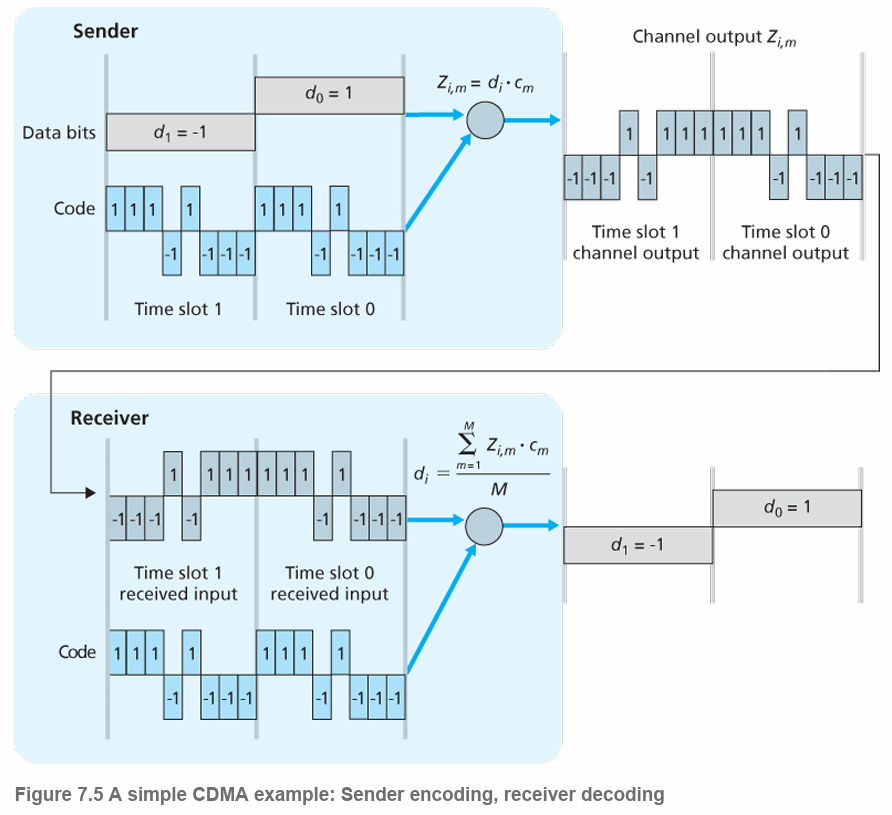 Sender
Channel output Z_{i,m}
d_0 = 1
Z_{i,m} = d_i · c_m
Data bits
d_1 = -1
1 1 1 1 1 1 1 1
-1 -1 -1 -1 -1 -1 -1 -1
Code
1 1 1 1 1 1 1 1
-1 -1 -1 -1 -1 -1 -1 -1
Time slot 1
Time slot 0
Time slot 1
channel output
Time slot 0
channel output
Receiver
d_i = \frac{\sum_{m=1}^{M} Z_{i,m} · c_m}{M}
1 1 1 1 1 1 1 1
-1 -1 -1 -1 -1 -1 -1 -1
d_0 = 1
d_1 = -1
Time slot 1
received input
Time slot 0
received input
Code
1 1 1 1 1 1 1 1
-1 -1 -1 -1 -1 -1 -1 -1
Figure 7.5 A simple CDMA example: Sender encoding, receiver decoding